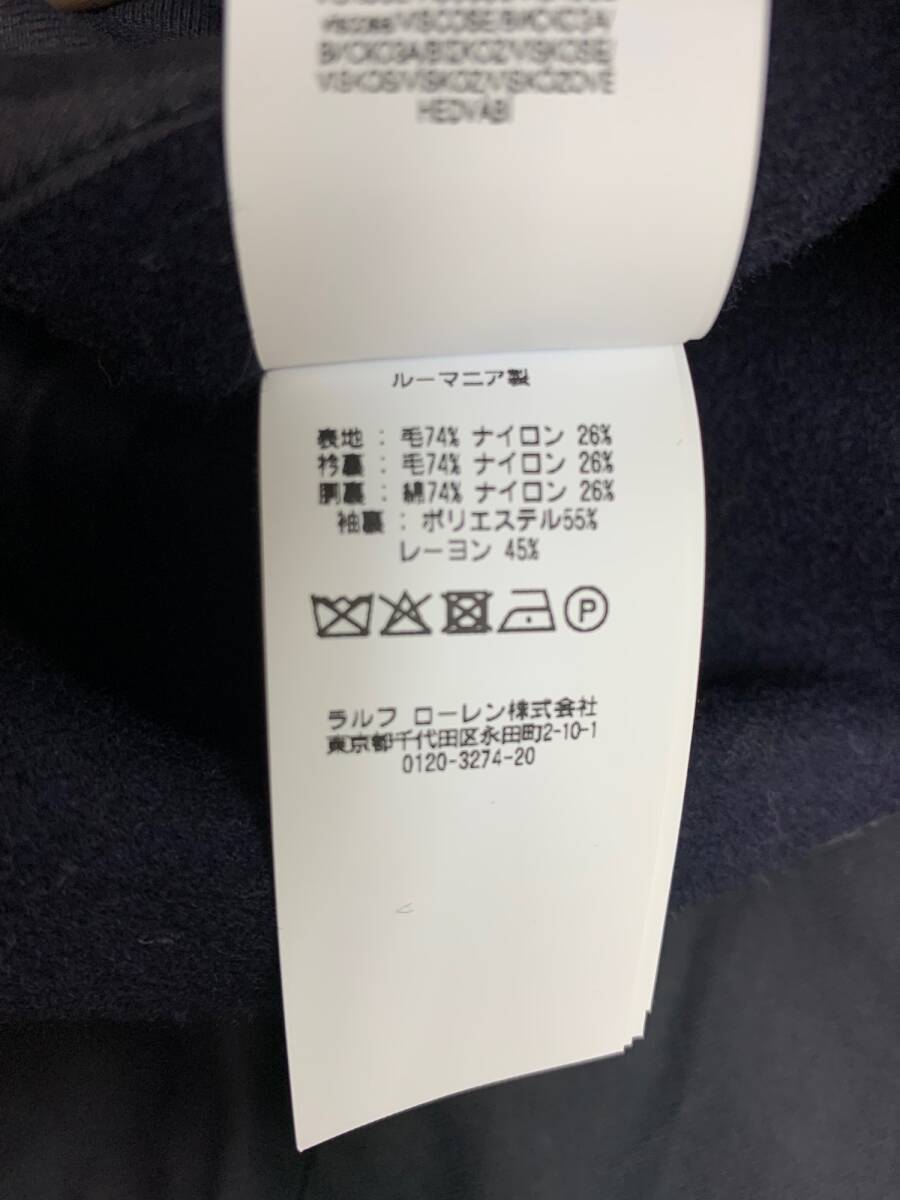 VISKOS/VISKOZ/VISKÓZOVÉ
HEDVÁBÍ
ルーマニア製
表地 : 毛74% ナイロン 26%
衿裏 : 毛74% ナイロン 26%
胴裏 : 綿74% ナイロン 26%
袖裏 : ポリエステル55%
レーヨン 45%
P
ラルフ ローレン株式会社
東京都千代田区永田町2-10-1
0120-3274-20